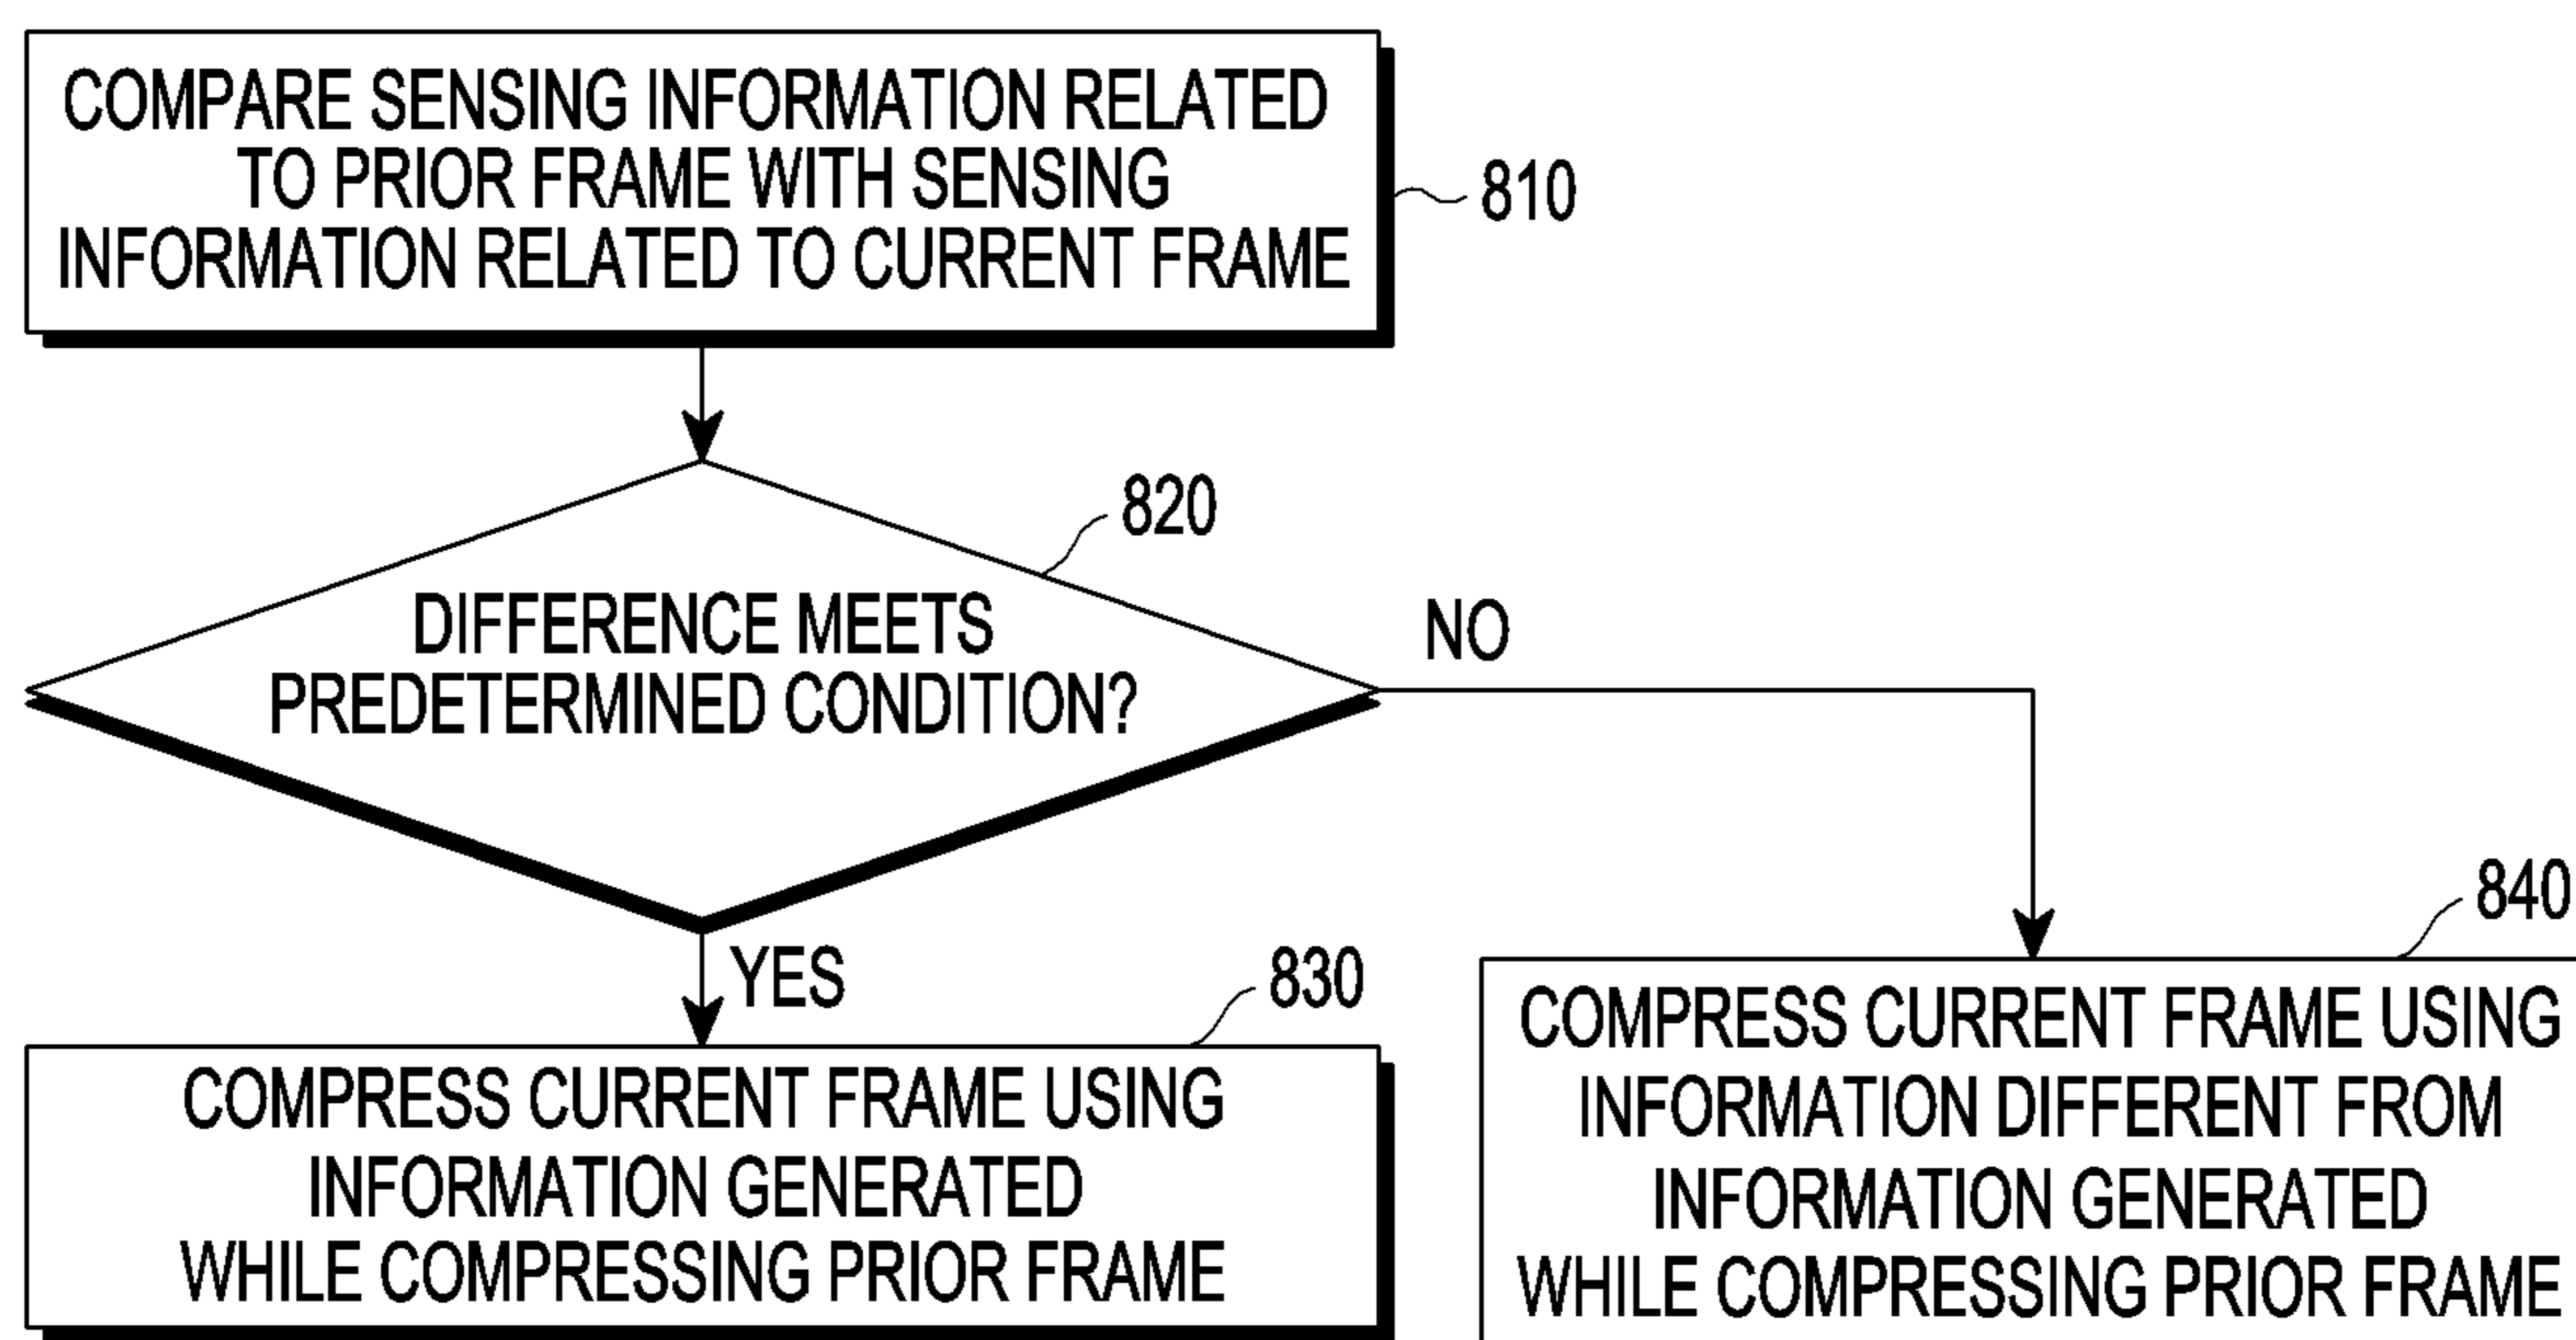 COMPARE SENSING INFORMATION RELATED
TO PRIOR FRAME WITH SENSING
INFORMATION RELATED TO CURRENT FRAME
810
820
DIFFERENCE MEETS
PREDETERMINED CONDITION?
NO
YES
830
COMPRESS CURRENT FRAME USING
INFORMATION GENERATED
WHILE COMPRESSING PRIOR FRAME
840
COMPRESS CURRENT FRAME USING
INFORMATION DIFFERENT FROM
INFORMATION GENERATED
WHILE COMPRESSING PRIOR FRAME